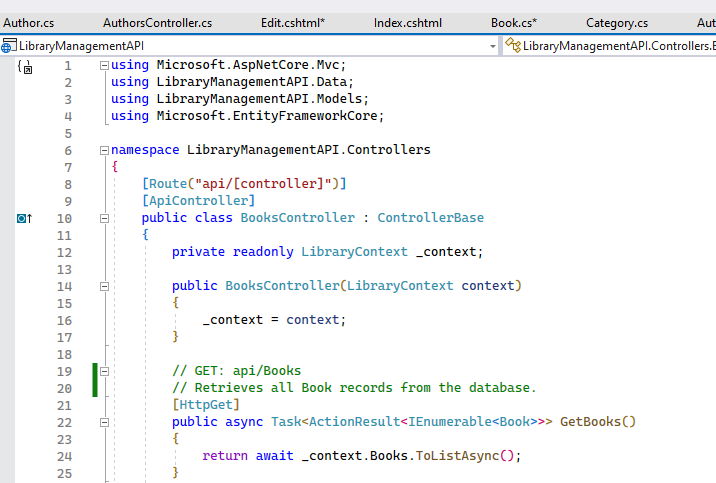 Author.cs AuthorsController.cs Edit.cshtml* Index.cshtml Book.cs* Category.cs Aut
LibraryManagementAPI LibraryManagementAPI.Controllers.B
1 using Microsoft.AspNetCore.Mvc;
2 using LibraryManagementAPI.Data;
3 using LibraryManagementAPI.Models;
4 using Microsoft.EntityFrameworkCore;
5
6 namespace LibraryManagementAPI.Controllers
7 {
8 [Route("api/[controller]")]
9 [ApiController]
10 public class BooksController : ControllerBase
11 {
12 private readonly LibraryContext _context;
13
14 public BooksController(LibraryContext context)
15 {
16 _context = context;
17 }
18
19 // GET: api/Books
20 // Retrieves all Book records from the database.
21 [HttpGet]
22 public async Task<ActionResult<IEnumerable<Book>>> GetBooks()
23 {
24 return await _context.Books.ToListAsync();
25 }